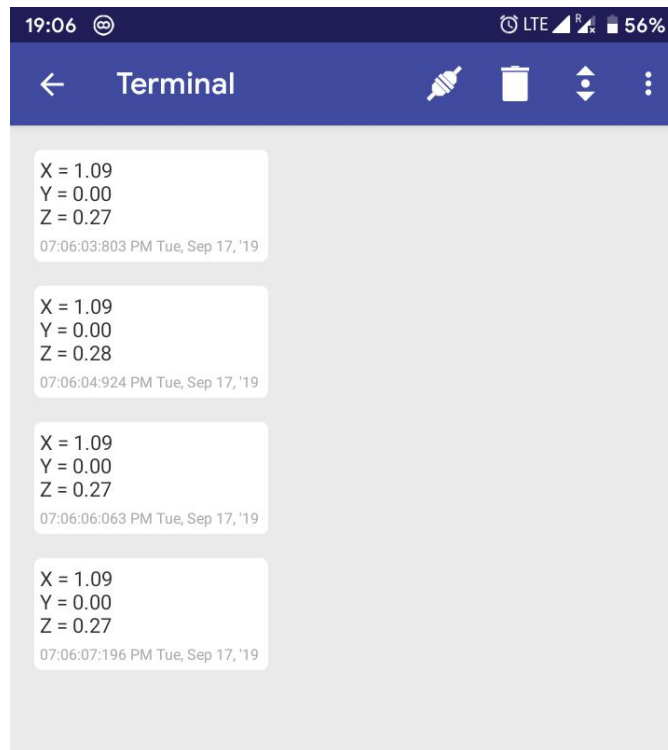 19:06 LTE R 56%
Terminal
X = 1.09
Y = 0.00
Z = 0.27
07:06:03:803 PM Tue, Sep 17, '19
X = 1.09
Y = 0.00
Z = 0.28
07:06:04:924 PM Tue, Sep 17, '19
X = 1.09
Y = 0.00
Z = 0.27
07:06:06:063 PM Tue, Sep 17, '19
X = 1.09
Y = 0.00
Z = 0.27
07:06:07:196 PM Tue, Sep 17, '19